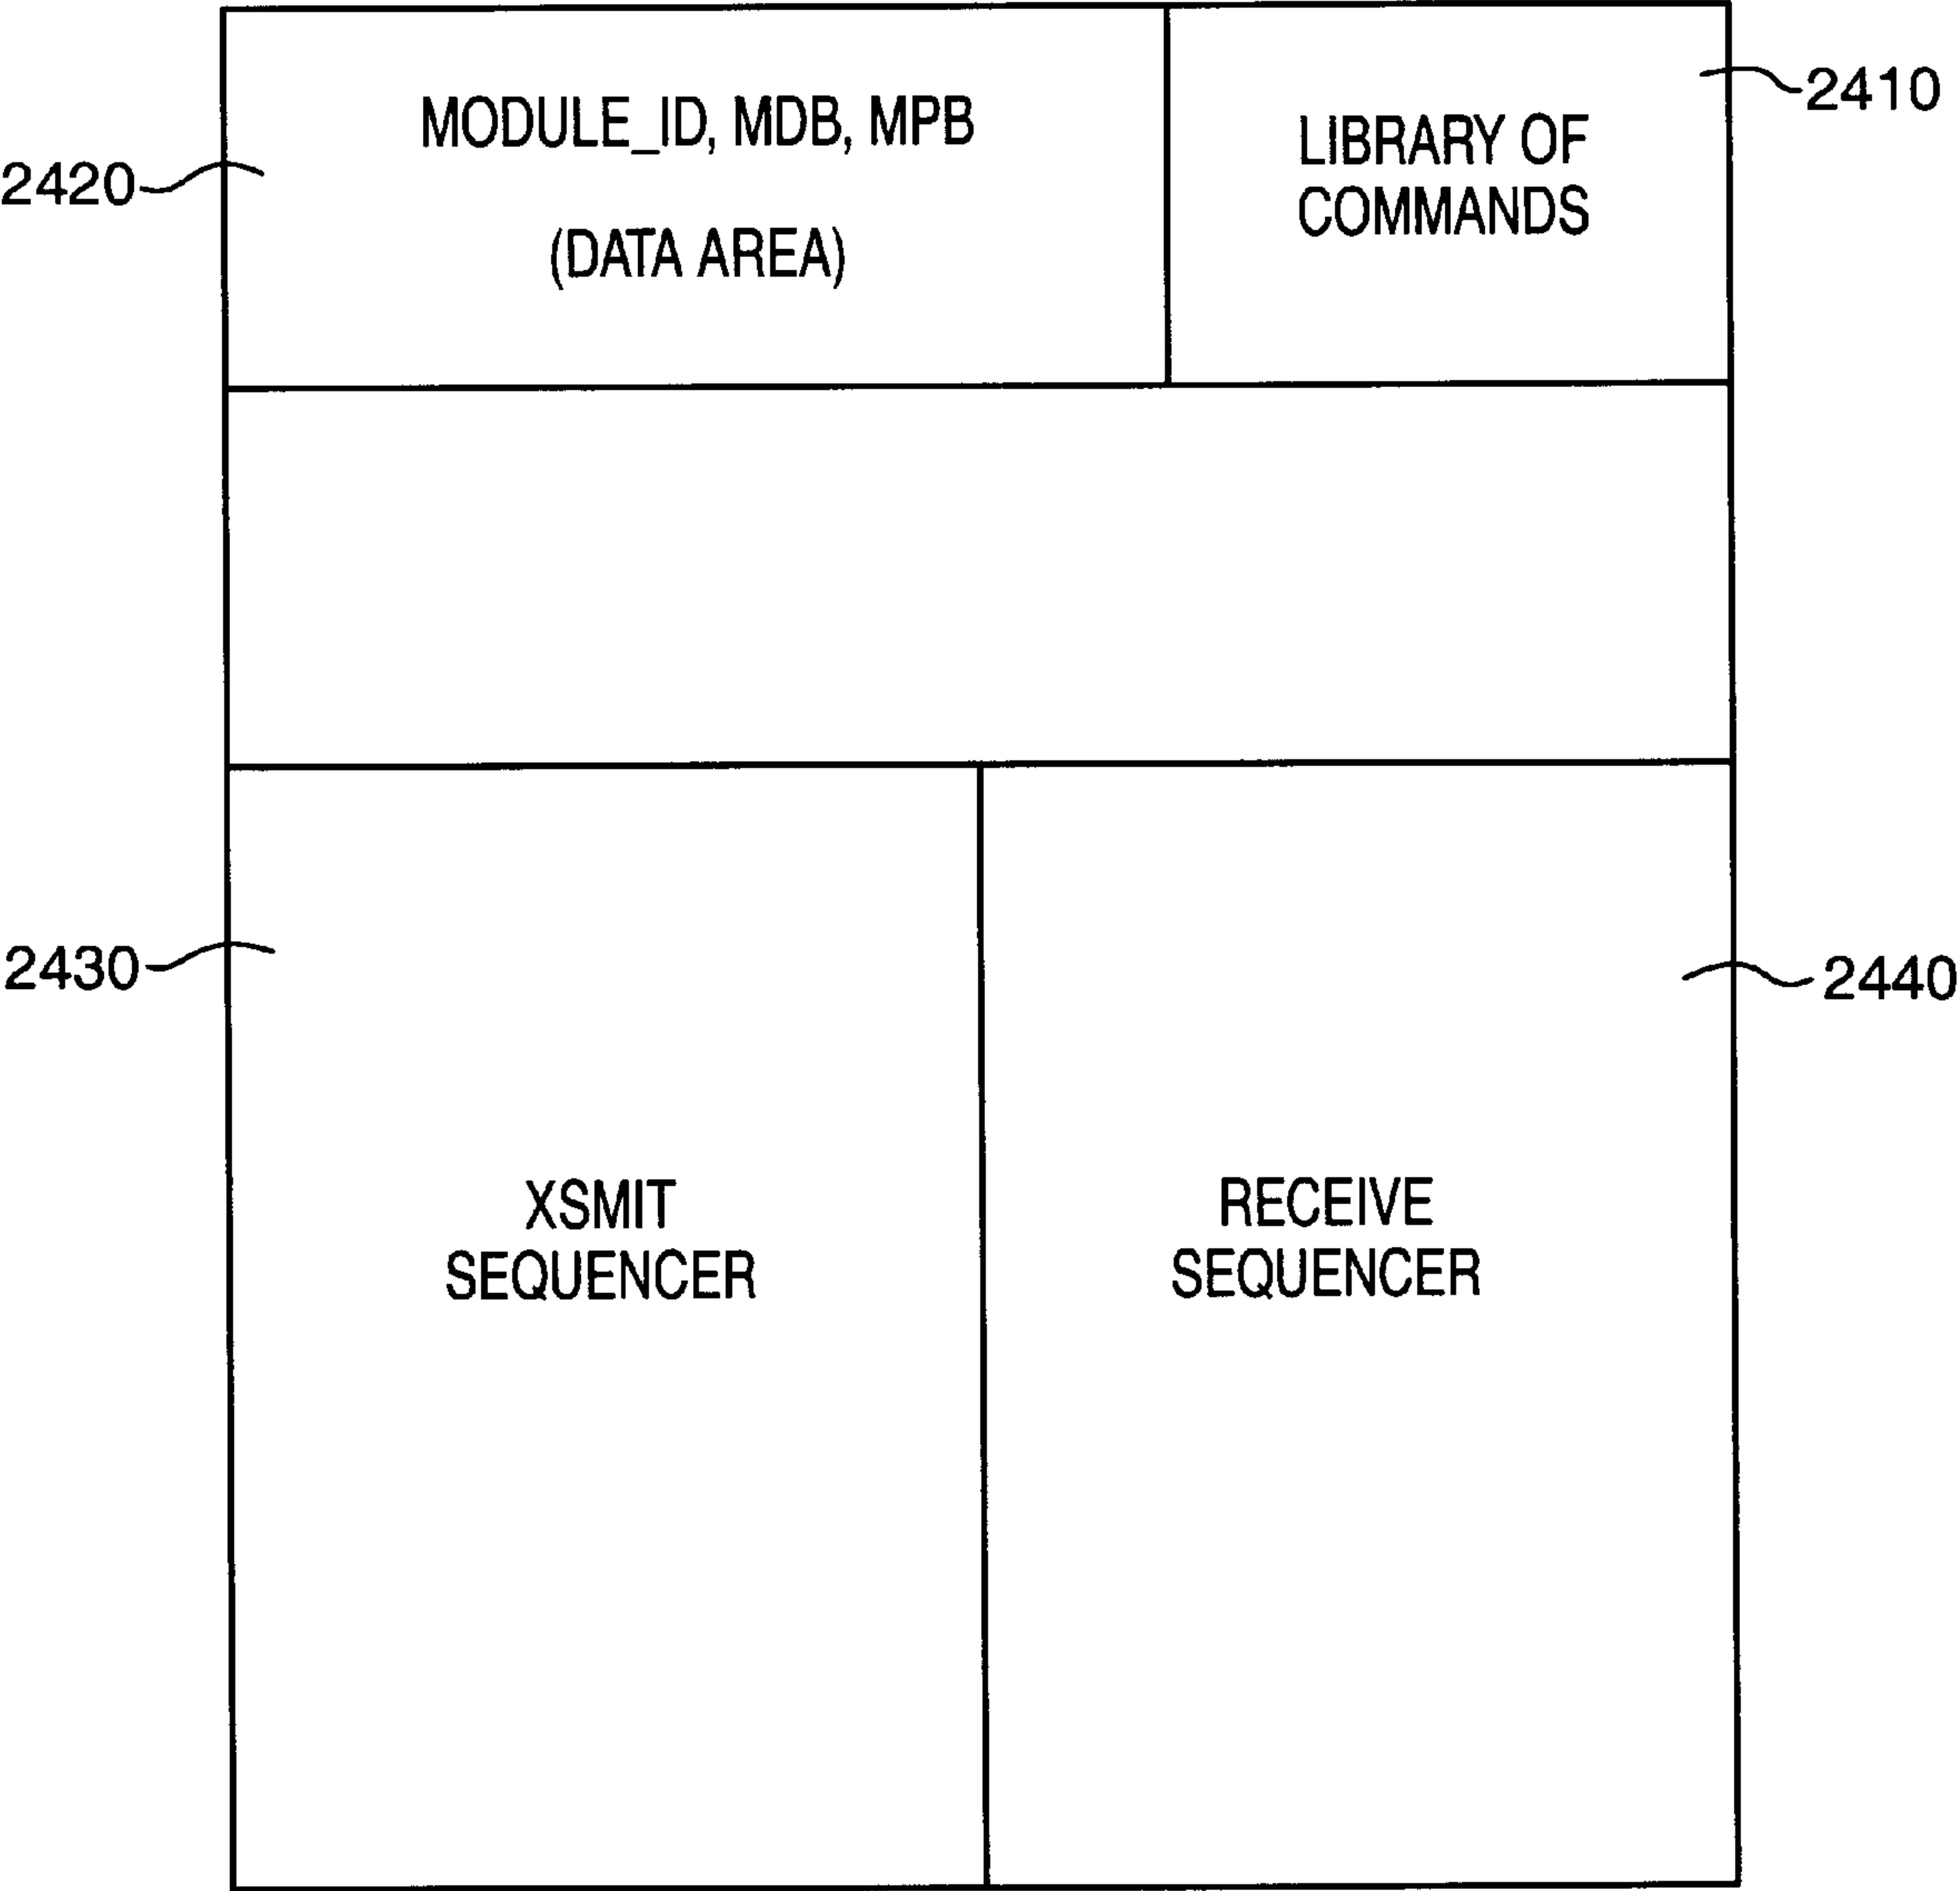 2410
MODULE_ID, MDB, MPB
LIBRARY OF
COMMANDS
2420
(DATA AREA)
2430
2440
XSMIT
SEQUENCER
RECEIVE
SEQUENCER